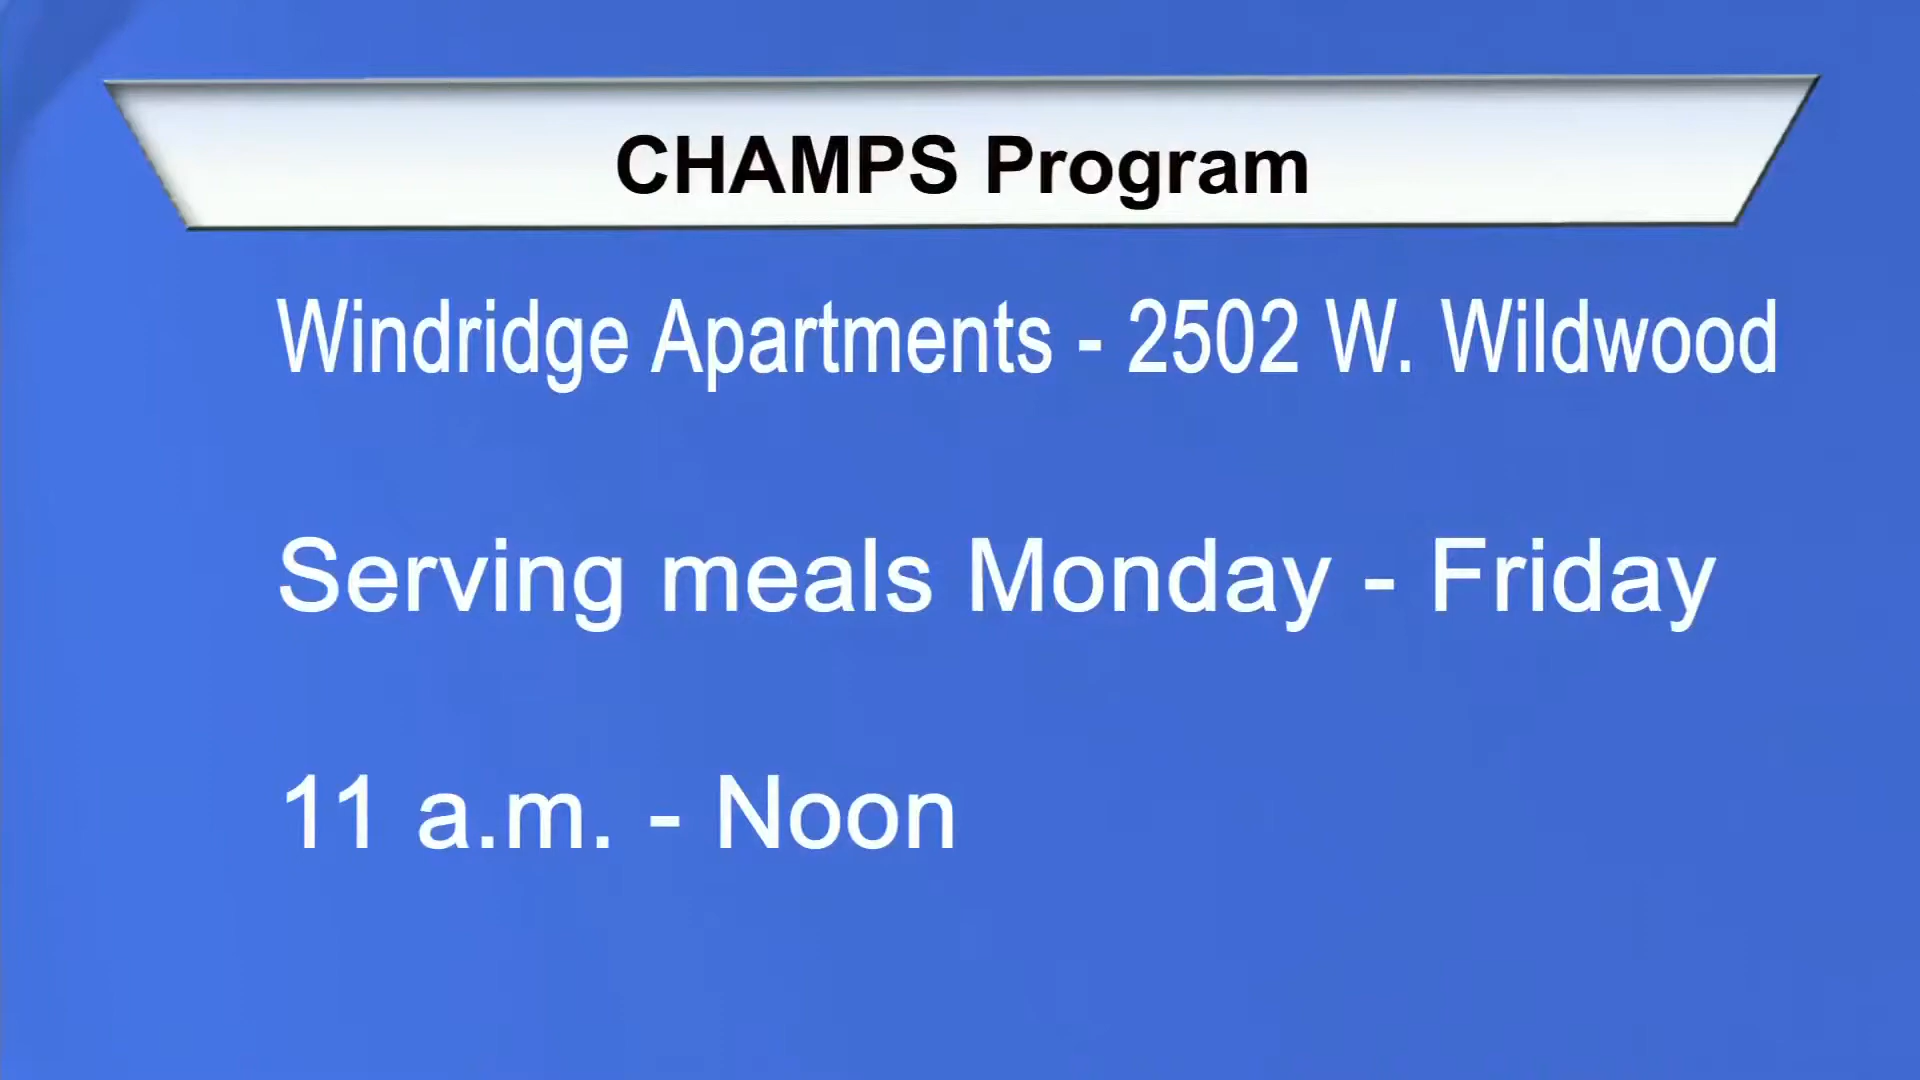 CHAMPS Program
Windridge Apartments - 2502 W. Wildwood
Serving meals Monday - Friday
11 a.m. - Noon